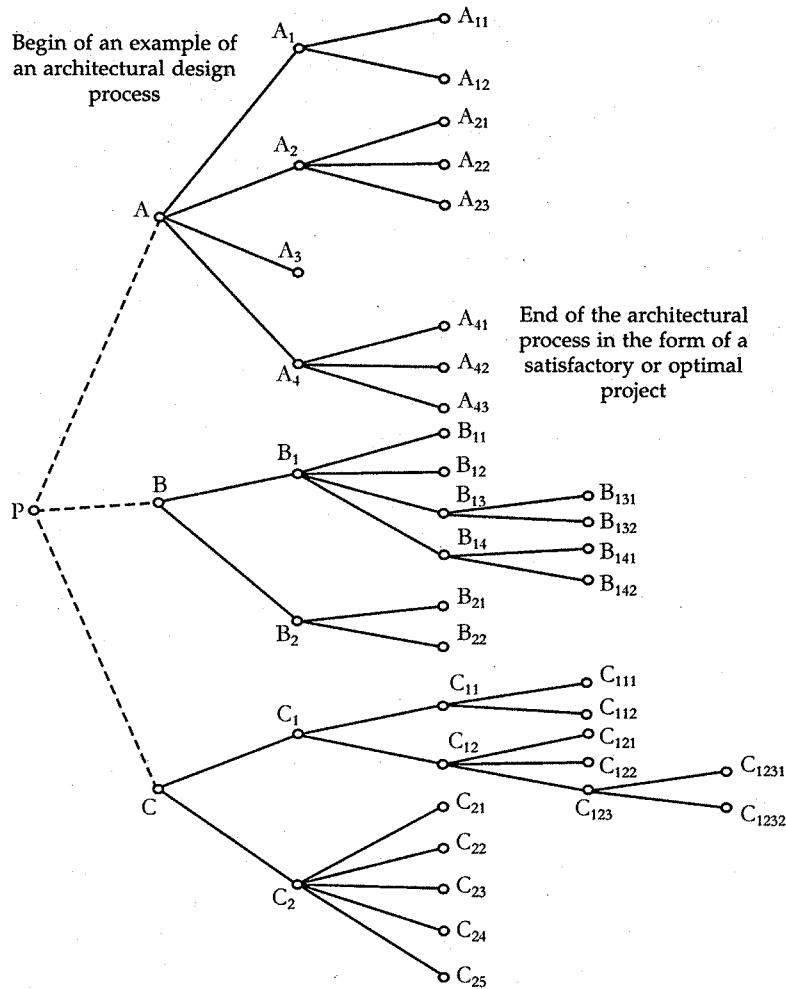 Begin of an example of
an architectural design
process
A₁
A₁₁
A₁₂
A₂
A₂₁
A₂₂
A₂₃
A
A₃
A₄
A₄₁
A₄₂
A₄₃
End of the architectural
process in the form of a
satisfactory or optimal
project
P
B
B₁
B₁₁
B₁₂
B₁₃
B₁₃₁
B₁₃₂
B₁₄
B₁₄₁
B₁₄₂
B₂
B₂₁
B₂₂
C
C₁
C₁₁
C₁₁₁
C₁₁₂
C₁₂
C₁₂₁
C₁₂₂
C₁₂₃
C₁₂₃₁
C₁₂₃₂
C₂
C₂₁
C₂₂
C₂₃
C₂₄
C₂₅